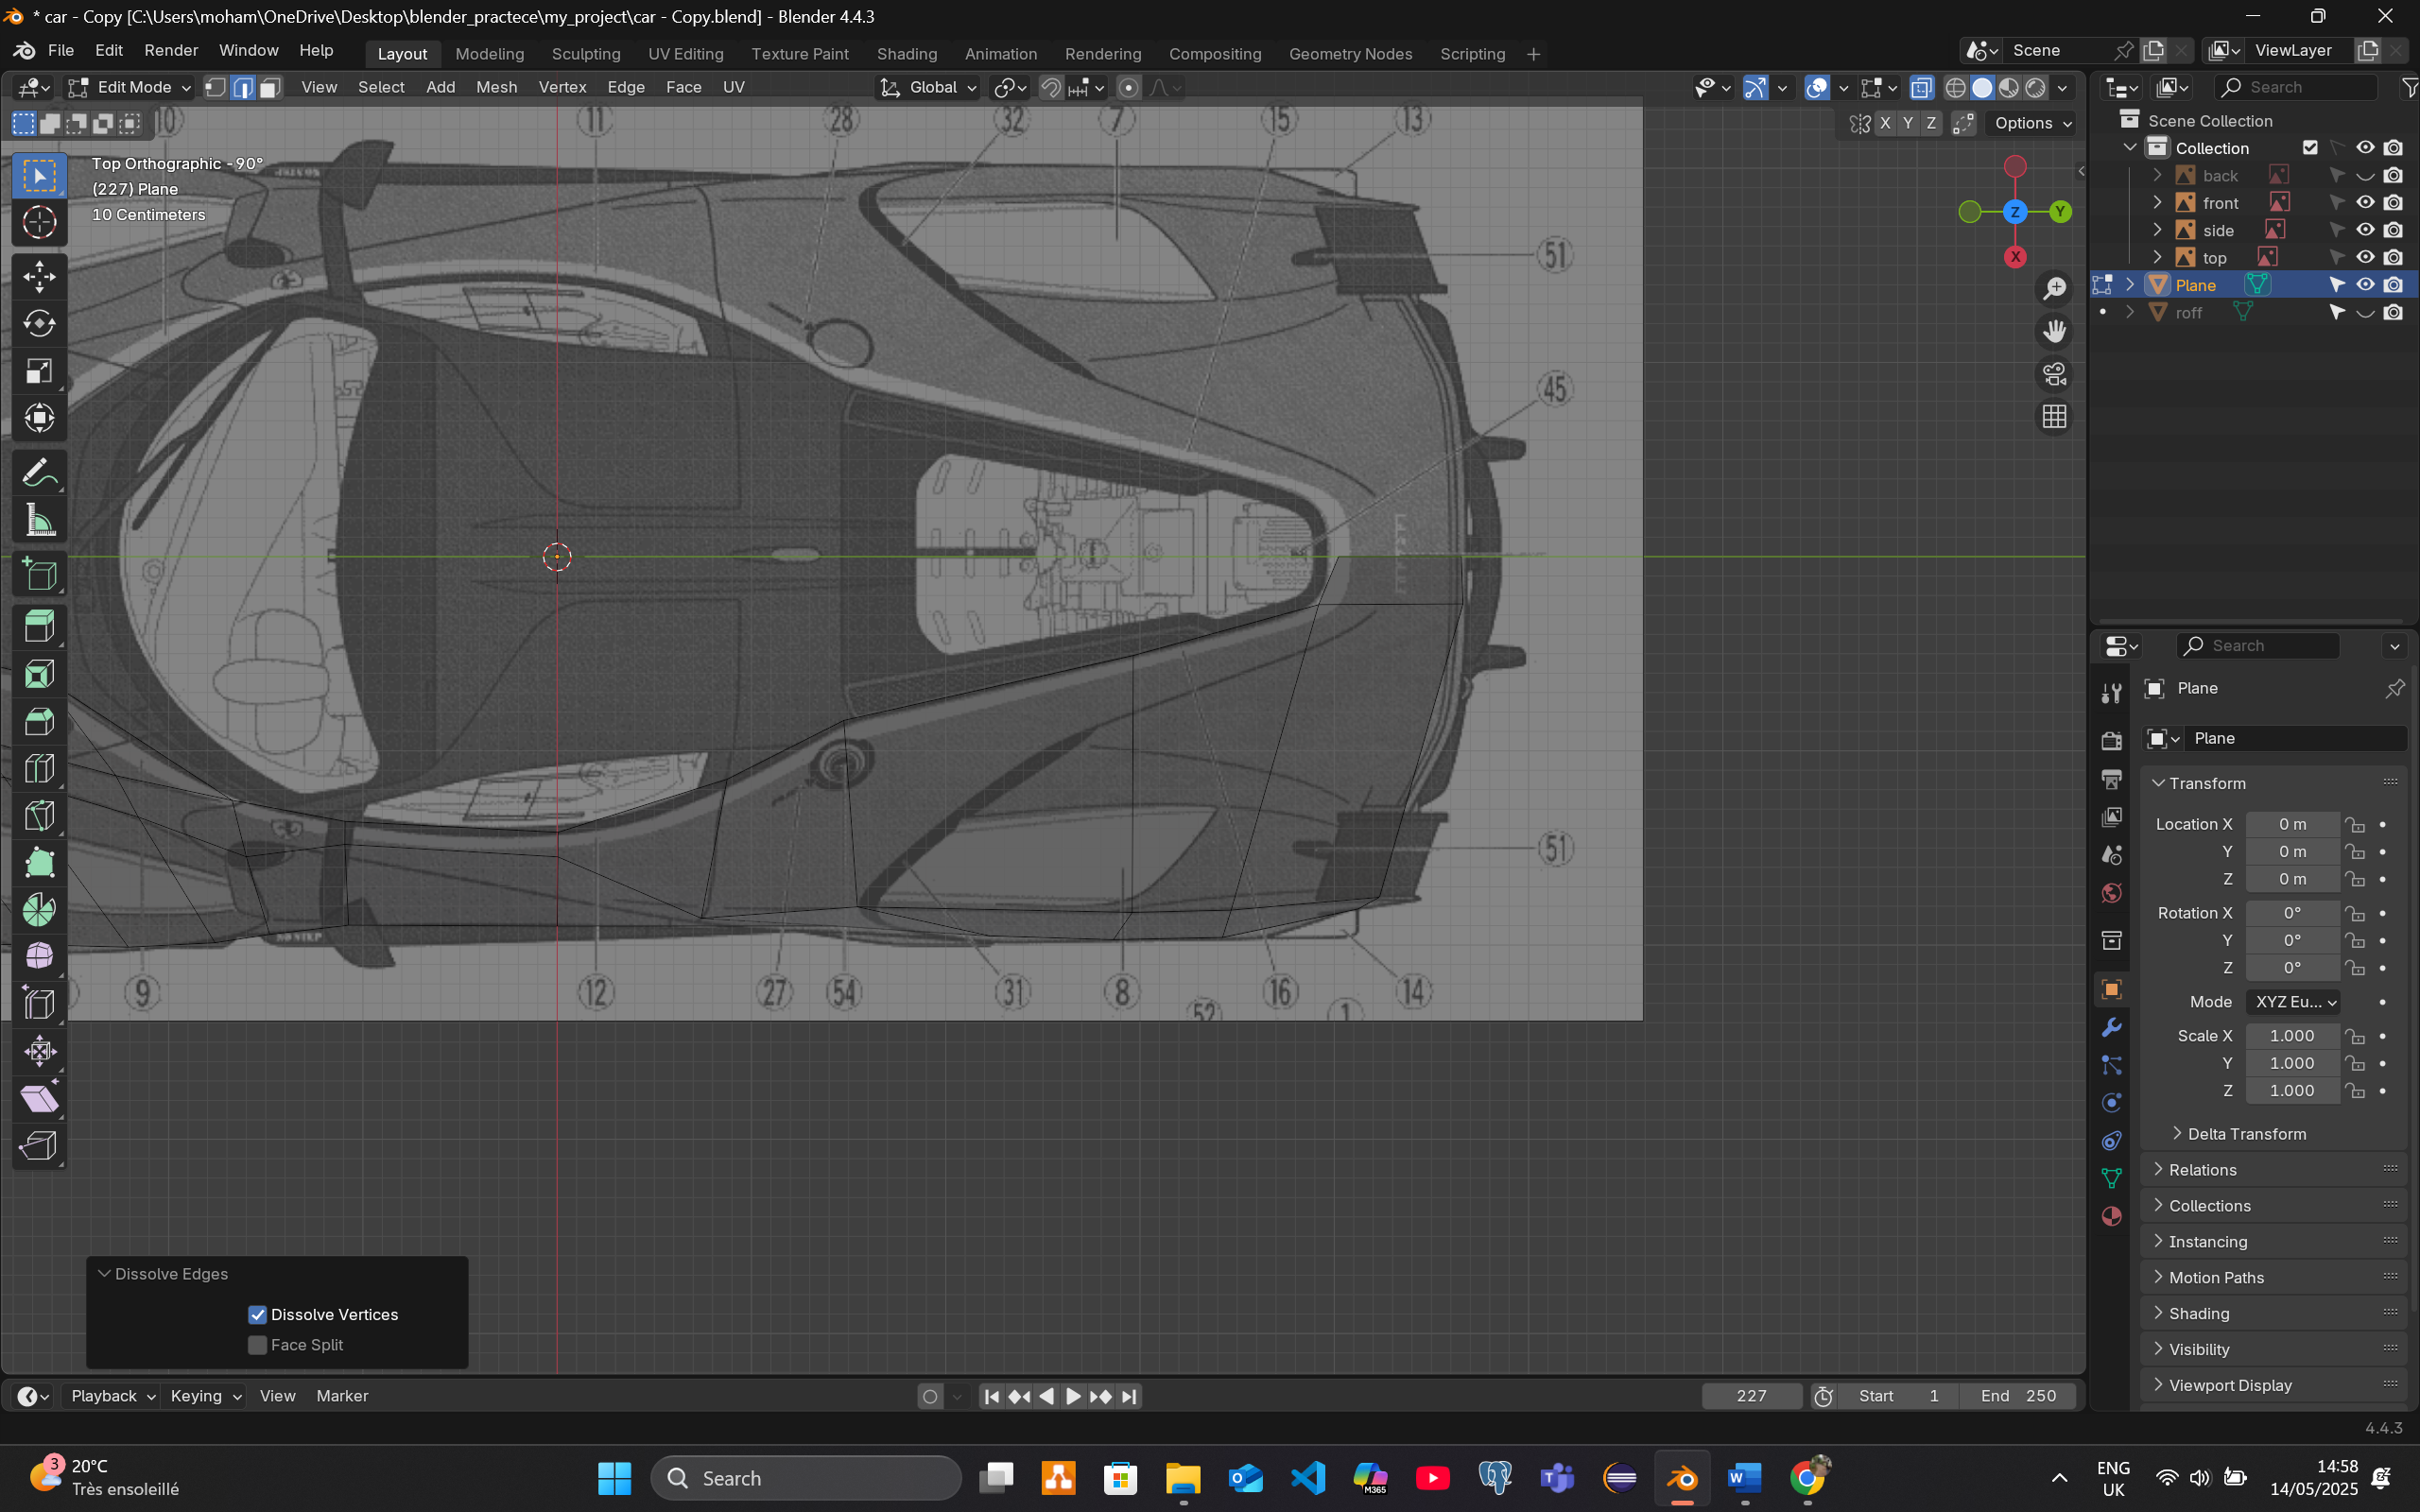 * car - Copy [C:\Users\moham\OneDrive\Desktop\blender_practece\my_project\car - Copy.blend] - Blender 4.4.3
File Edit Render Window Help
Layout Modeling Sculpting UV Editing Texture Paint Shading Animation Rendering Compositing Geometry Nodes Scripting +
Scene
ViewLayer
Edit Mode View Select Add Mesh Vertex Edge Face UV
Global
Search
X Y Z Options
Top Orthographic -90°
(227) Plane
10 Centimeters
10 11 28 32 7 15 13
51
45
51
9 12 27 54 31 8 16 14
52 1
Z Y X
Scene Collection
Collection
back
front
side
top
Plane
roff
Search
Plane
Plane
Transform
Location X 0 m
Y 0 m
Z 0 m
Rotation X 0°
Y 0°
Z 0°
Mode XYZ Eu...
Scale X 1.000
Y 1.000
Z 1.000
Delta Transform
Relations
Collections
Instancing
Motion Paths
Shading
Visibility
Viewport Display
Dissolve Edges
Dissolve Vertices
Face Split
Playback Keying View Marker
227 Start 1 End 250
4.4.3
3
20°C
Très ensoleillé
Search
M365
ENG
UK
14:58
14/05/2025